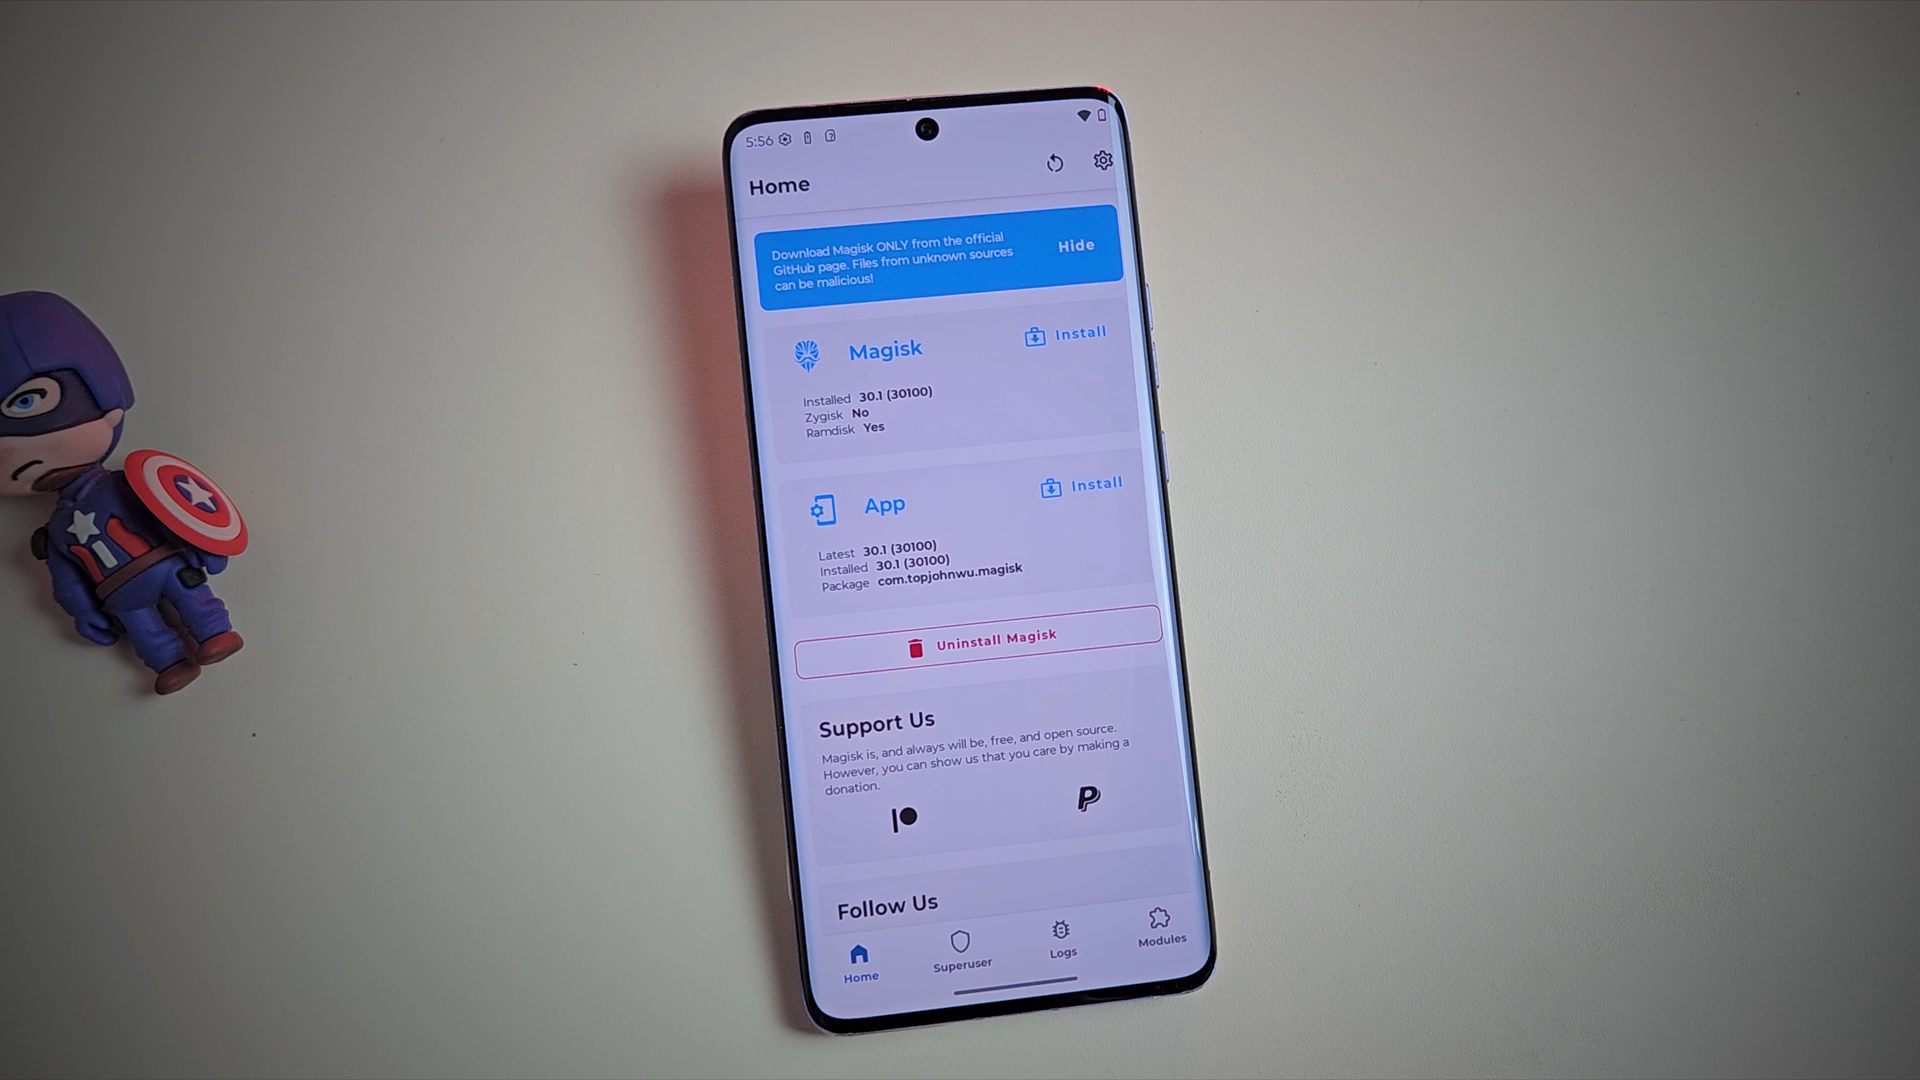 5:56
Home
Download Magisk ONLY from the official
GitHub page. Files from unknown sources
can be malicious!
Hide
Magisk
Install
Installed 30.1 (30100)
Zygisk No
Ramdisk Yes
App
Install
Latest 30.1 (30100)
Installed 30.1 (30100)
Package com.topjohnwu.magisk
Uninstall Magisk
Support Us
Magisk is, and always will be, free, and open source.
However, you can show us that you care by making a
donation.
Follow Us
Home
Superuser
Logs
Modules